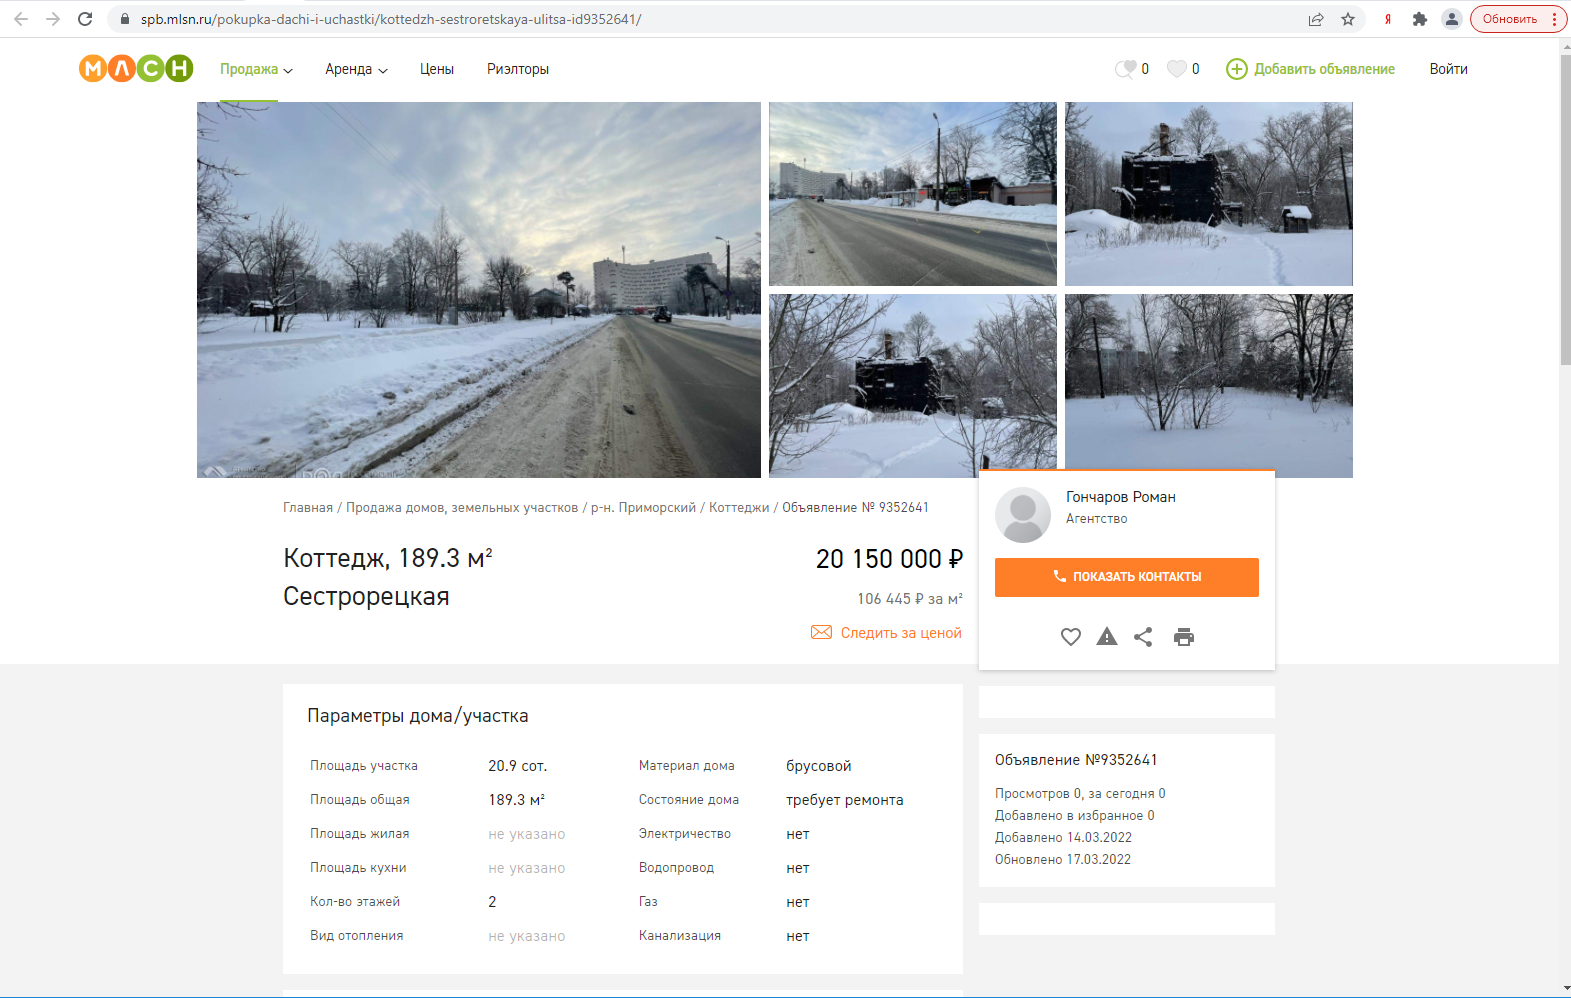 spb.mlsn.ru/pokupka-dachi-i-uchastki/kottedzh-sestroretskaya-ulitsa-id9352641/
Я
Обновить
МЛСН
Продажа
Аренда
Цены
Риэлторы
0
0
Добавить объявление
Войти
Главная / Продажа домов, земельных участков / р-н. Приморский / Коттеджи / Объявление № 9352641
Коттедж, 189.3 м²
Сестрорецкая
20 150 000 ₽
106 445 ₽ за м²
Следить за ценой
Гончаров Роман
Агентство
ПОКАЗАТЬ КОНТАКТЫ
Параметры дома/участка
Площадь участка 20.9 сот. Материал дома брусовой
Площадь общая 189.3 м² Состояние дома требует ремонта
Площадь жилая не указано Электричество нет
Площадь кухни не указано Водопровод нет
Кол-во этажей 2 Газ нет
Вид отопления не указано Канализация нет
Объявление №9352641
Просмотров 0, за сегодня 0
Добавлено в избранное 0
Добавлено 14.03.2022
Обновлено 17.03.2022